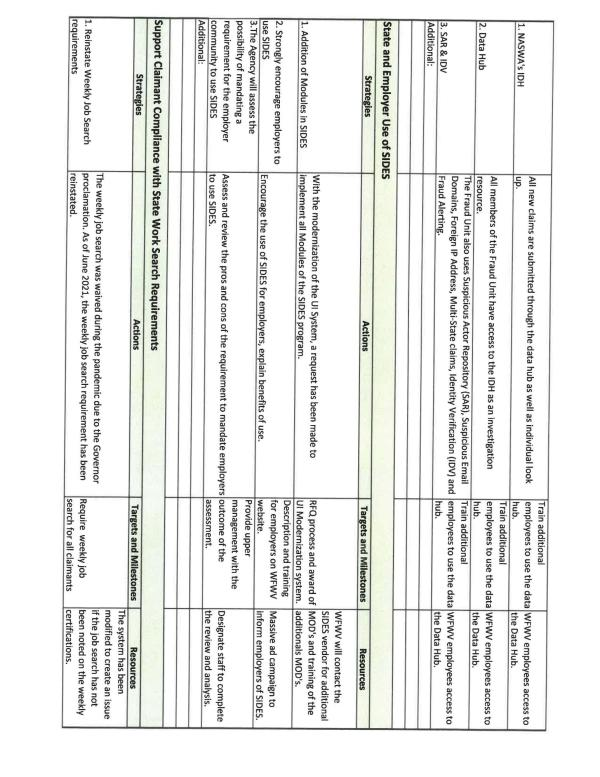 1. NASWA's IDH
All new claims are submitted through the data hub as well as individual look
up.
Train additional
employees to use the data
hub.
WFWV employees access to
the Data Hub.
2. Data Hub
All members of the Fraud Unit have access to the IDH as an investigation
resource.
Train additional
employees to use the data
hub.
WFWV employees access to
the Data Hub.
3. SAR & IDV
The Fraud Unit also uses Suspicious Actor Repository (SAR), Suspicious Email
Domains, Foreign IP Address, Multi-State claims, Identity Verification (IDV) and
Fraud Alerting.
Train additional
employees to use the data
hub.
WFWV employees access to
the Data Hub.
Additional:
State and Employer Use of SIDES
Strategies
Actions
Targets and Milestones
Resources
1. Addition of Modules in SIDES
With the modernization of the UI System, a request has been made to
implement all Modules of the SIDES program.
RFQ process and award of
UI Modernization system.
WFWV will contact the
SIDES vendor for additional
MOD's and training of the
additionals MOD's.
2. Strongly encourage employers to
use SIDES
Encourage the use of SIDES for employers, explain benefits of use.
Description and training
for employers on WFWV
website.
Massive ad campaign to
inform employers of SIDES.
3.The Agency will assess the
possibility of mandating a
requirement for the employer
community to use SIDES
Assess and review the pros and cons of the requirement to mandate employers
to use SIDES.
Provide upper
management with the
outcome of the
assessment.
Designate staff to complete
the review and analysis.
Additional:
Support Claimant Compliance with State Work Search Requirements
Strategies
Actions
Targets and Milestones
Resources
1. Reinstate Weekly Job Search
requirements
The weekly job search was waived during the pandemic due to the Governor
proclamation. As of June 2021, the weekly job search requirement has been
reinstated.
Require weekly job
search for all claimants
The system has been
modified to create an issue
if the job search has not
been noted on the weekly
certifications.